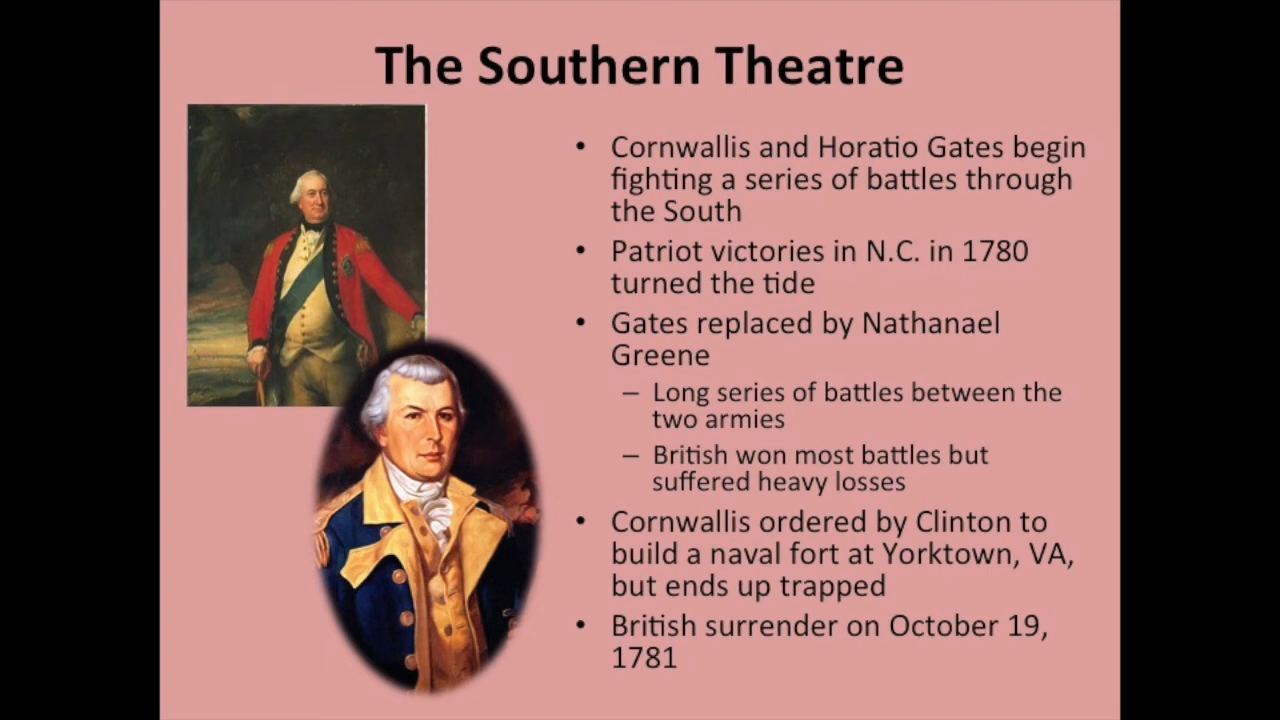 The Southern Theatre
• Cornwallis and Horatio Gates begin
fighting a series of battles through
the South
• Patriot victories in N.C. in 1780
turned the tide
• Gates replaced by Nathanael
Greene
– Long series of battles between the
two armies
– British won most battles but
suffered heavy losses
• Cornwallis ordered by Clinton to
build a naval fort at Yorktown, VA,
but ends up trapped
• British surrender on October 19,
1781